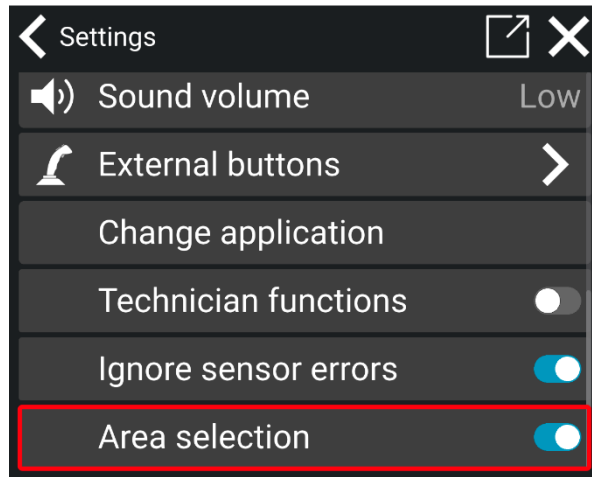 Settings
Sound volume Low
External buttons
Change application
Technician functions
Ignore sensor errors
Area selection